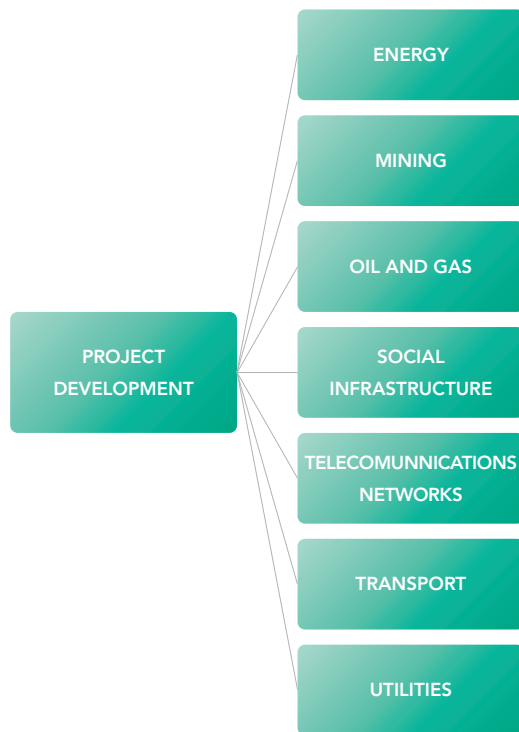 ENERGY
MINING
OIL AND GAS
PROJECT
DEVELOPMENT
SOCIAL
INFRASTRUCTURE
TELECOMUNNICATIONS
NETWORKS
TRANSPORT
UTILITIES